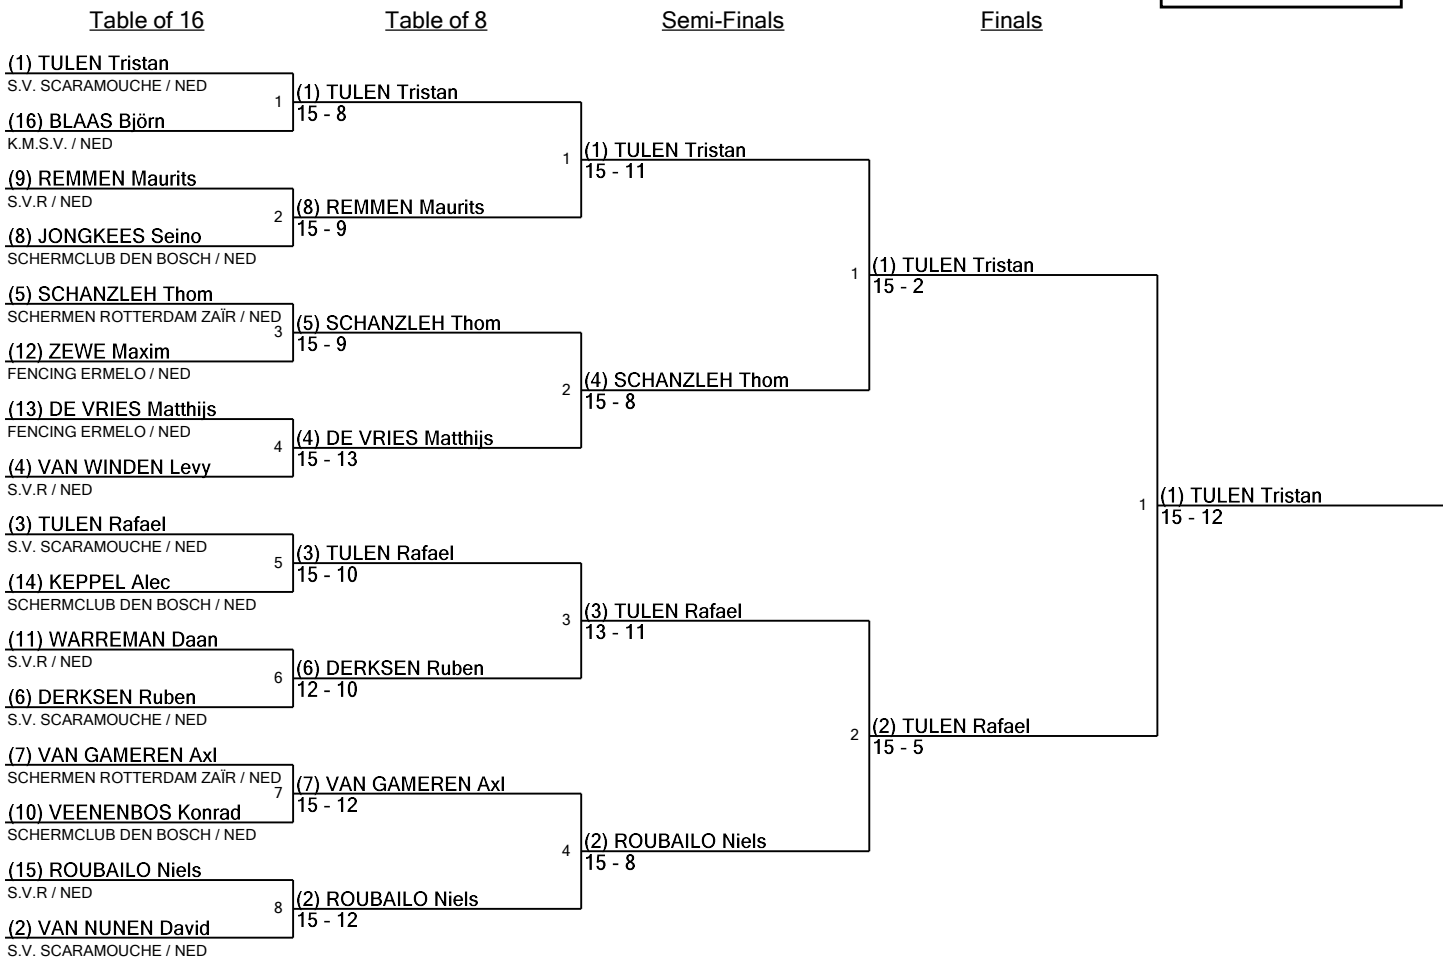 Table of 16
Table of 8
Semi-Finals
Finals
(1) TULEN Tristan
S.V. SCARAMOUCHE / NED
1
(16) BLAAS Björn
K.M.S.V. / NED
(9) REMMEN Maurits
S.V.R / NED
2
(8) JONGKEES Seino
SCHERMCLUB DEN BOSCH / NED
(5) SCHANZLEH Thom
SCHERMEN ROTTERDAM ZAÏR / NED
3
(12) ZEWE Maxim
FENCING ERMELO / NED
(13) DE VRIES Matthijs
FENCING ERMELO / NED
4
(4) VAN WINDEN Levy
S.V.R / NED
(3) TULEN Rafael
S.V. SCARAMOUCHE / NED
5
(14) KEPPEL Alec
SCHERMCLUB DEN BOSCH / NED
(11) WARREMAN Daan
S.V.R / NED
6
(6) DERKSEN Ruben
S.V. SCARAMOUCHE / NED
(7) VAN GAMEREN Axl
SCHERMEN ROTTERDAM ZAÏR / NED
7
(10) VEENENBOS Konrad
SCHERMCLUB DEN BOSCH / NED
(15) ROUBAILO Niels
S.V.R / NED
8
(2) VAN NUNEN David
S.V. SCARAMOUCHE / NED
(1) TULEN Tristan
15 - 8
1
(8) REMMEN Maurits
15 - 9
(5) SCHANZLEH Thom
15 - 9
2
(4) DE VRIES Matthijs
15 - 13
(3) TULEN Rafael
15 - 10
3
(6) DERKSEN Ruben
12 - 10
(7) VAN GAMEREN Axl
15 - 12
4
(2) ROUBAILO Niels
15 - 12
(1) TULEN Tristan
15 - 11
1
(4) SCHANZLEH Thom
15 - 8
(3) TULEN Rafael
13 - 11
2
(2) ROUBAILO Niels
15 - 8
(1) TULEN Tristan
15 - 2
1
(2) TULEN Rafael
15 - 5
(1) TULEN Tristan
15 - 12